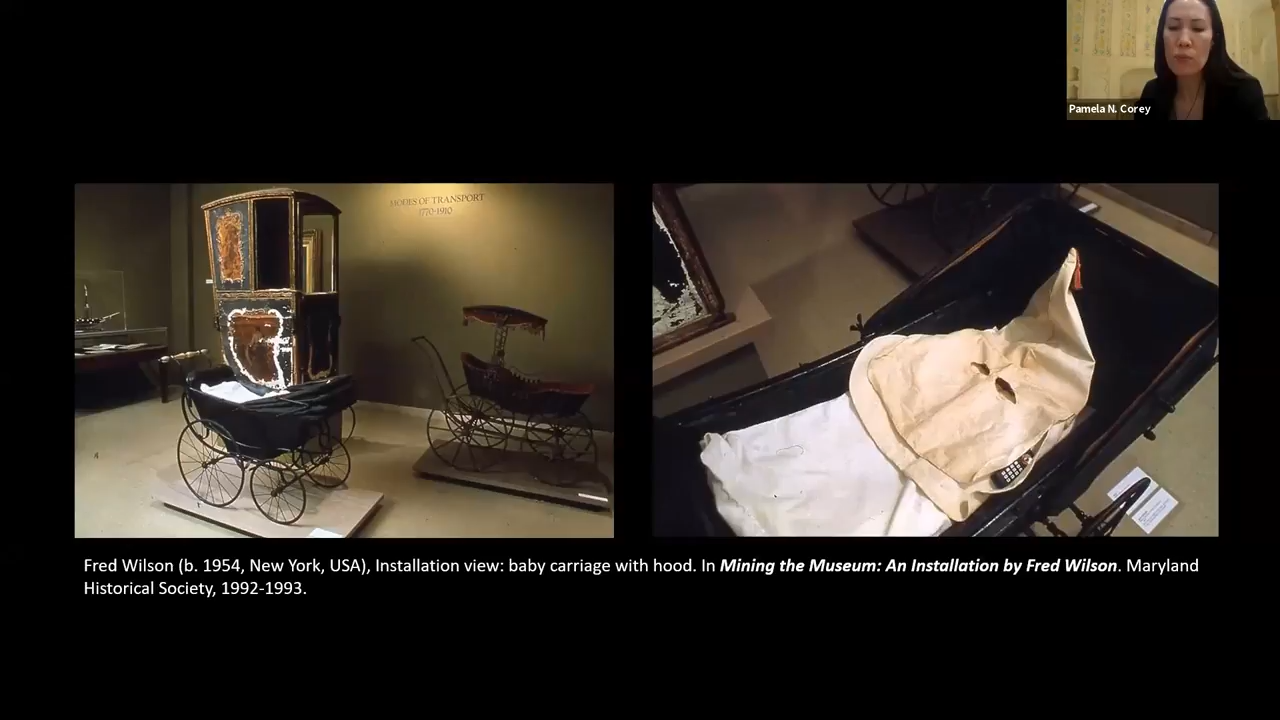 Pamela N. Corey
MODES OF TRANSPORT
1770-1910
Fred Wilson (b. 1954, New York, USA), Installation view: baby carriage with hood. In Mining the Museum: An Installation by Fred Wilson. Maryland
Historical Society, 1992-1993.